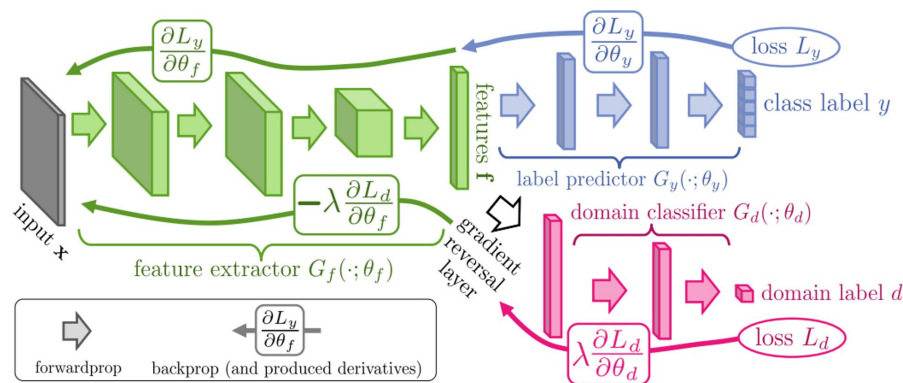 ∂L_y/∂θ_f
∂L_y/∂θ_y
loss L_y
features f
class label y
label predictor G_y(·; θ_y)
input x
−λ ∂L_d/∂θ_f
feature extractor G_f(·; θ_f)
gradient
reversal
layer
domain classifier G_d(·; θ_d)
domain label d
λ ∂L_d/∂θ_d
loss L_d
forwardprop
∂L_y/∂θ_f
backprop (and produced derivatives)